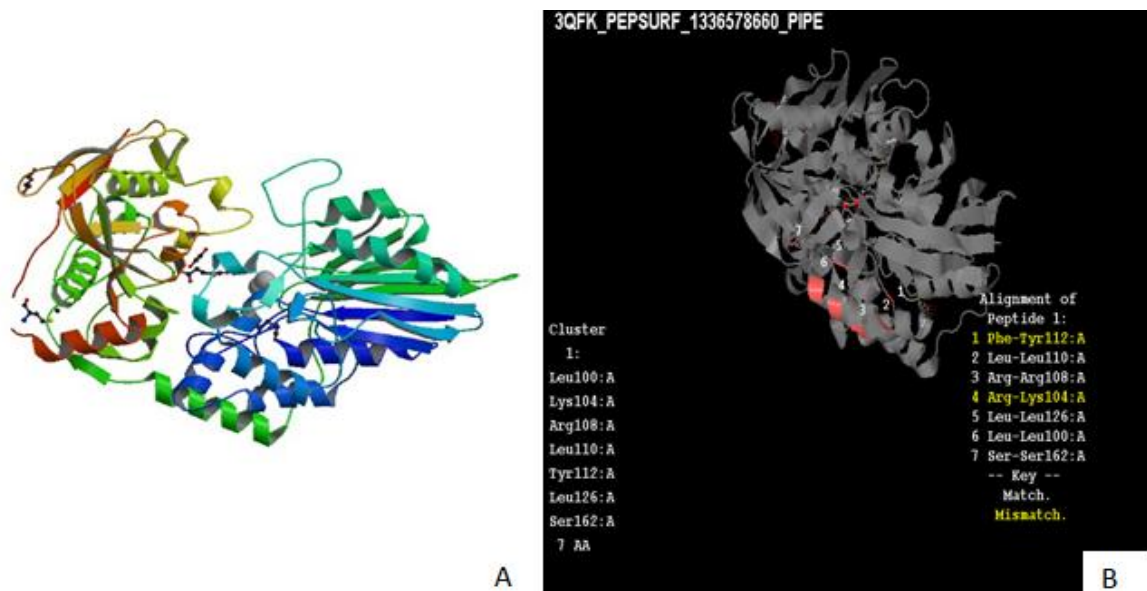 3QFK_PEPSURF_1336578660_PIPE
Cluster
1:
Leu100:A
Lys104:A
Arg108:A
Leu110:A
Tyr112:A
Leu126:A
Ser162:A
7 AA
7
5
6
4
3
2
1
Alignment of
Peptide 1:
1 Phe-Tyr112:A
2 Leu-Leu110:A
3 Arg-Arg108:A
4 Arg-Lys104:A
5 Leu-Leu126:A
6 Leu-Leu100:A
7 Ser-Ser162:A
-- Key --
Match.
Mismatch.
A
B